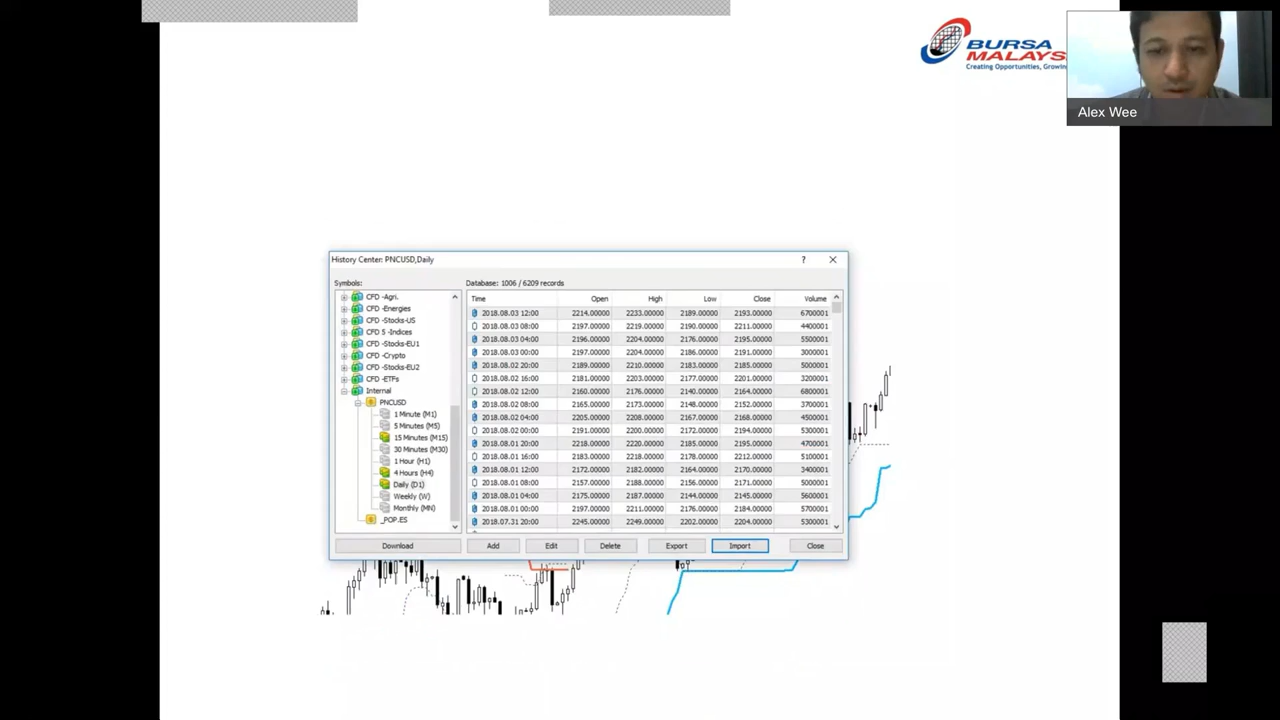 BURSA
MALAYS
Creating Opportunities, Growin
Alex Wee
History Center: PNCUSD,Daily
Symbols:
Database: 1006 / 6209 records
CFD -Agri.
CFD -Energies
CFD -Stocks-US
CFD 5 -Indices
CFD -Stocks-EU1
CFD -Crypto
CFD -Stocks-EU2
CFD -ETFs
Internal
PNCUSD
1 Minute (M1)
5 Minutes (M5)
15 Minutes (M15)
30 Minutes (M30)
1 Hour (H1)
4 Hours (H4)
Daily (D1)
Weekly (W)
Monthly (MN)
_POP.ES
Time Open High Low Close Volume
2018.08.03 12:00 2214.00000 2233.00000 2189.00000 2193.00000 6700001
2018.08.03 08:00 2197.00000 2219.00000 2190.00000 2211.00000 4400001
2018.08.03 04:00 2196.00000 2204.00000 2176.00000 2195.00000 5500001
2018.08.03 00:00 2197.00000 2204.00000 2186.00000 2191.00000 3000001
2018.08.02 20:00 2189.00000 2210.00000 2183.00000 2185.00000 5000001
2018.08.02 16:00 2181.00000 2203.00000 2177.00000 2201.00000 3200001
2018.08.02 12:00 2160.00000 2176.00000 2140.00000 2164.00000 6800001
2018.08.02 08:00 2165.00000 2173.00000 2148.00000 2152.00000 3700001
2018.08.02 04:00 2205.00000 2208.00000 2167.00000 2168.00000 4500001
2018.08.02 00:00 2191.00000 2200.00000 2172.00000 2194.00000 5300001
2018.08.01 20:00 2218.00000 2220.00000 2185.00000 2195.00000 4700001
2018.08.01 16:00 2183.00000 2218.00000 2178.00000 2212.00000 5100001
2018.08.01 12:00 2172.00000 2182.00000 2164.00000 2170.00000 3400001
2018.08.01 08:00 2157.00000 2188.00000 2156.00000 2171.00000 5000001
2018.08.01 04:00 2175.00000 2187.00000 2144.00000 2145.00000 5600001
2018.08.01 00:00 2197.00000 2211.00000 2176.00000 2184.00000 5700001
2018.07.31 20:00 2245.00000 2249.00000 2202.00000 2204.00000 5300001
Download Add Edit Delete Export Import Close